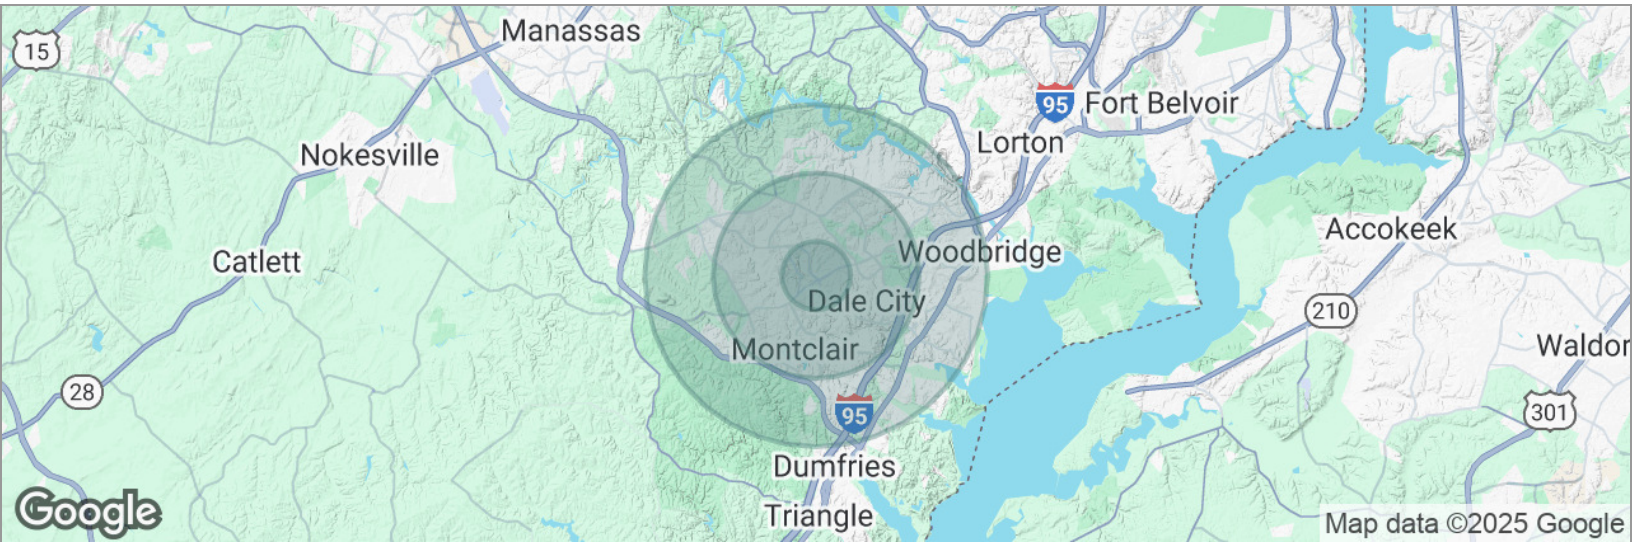 Manassas
15
95
Fort Belvoir
Lorton
Nokesville
Accokeek
Woodbridge
Catlett
Dale City
210
Montclair
Waldor
28
95
301
Dumfries
Google
Triangle
Map data ©2025 Google